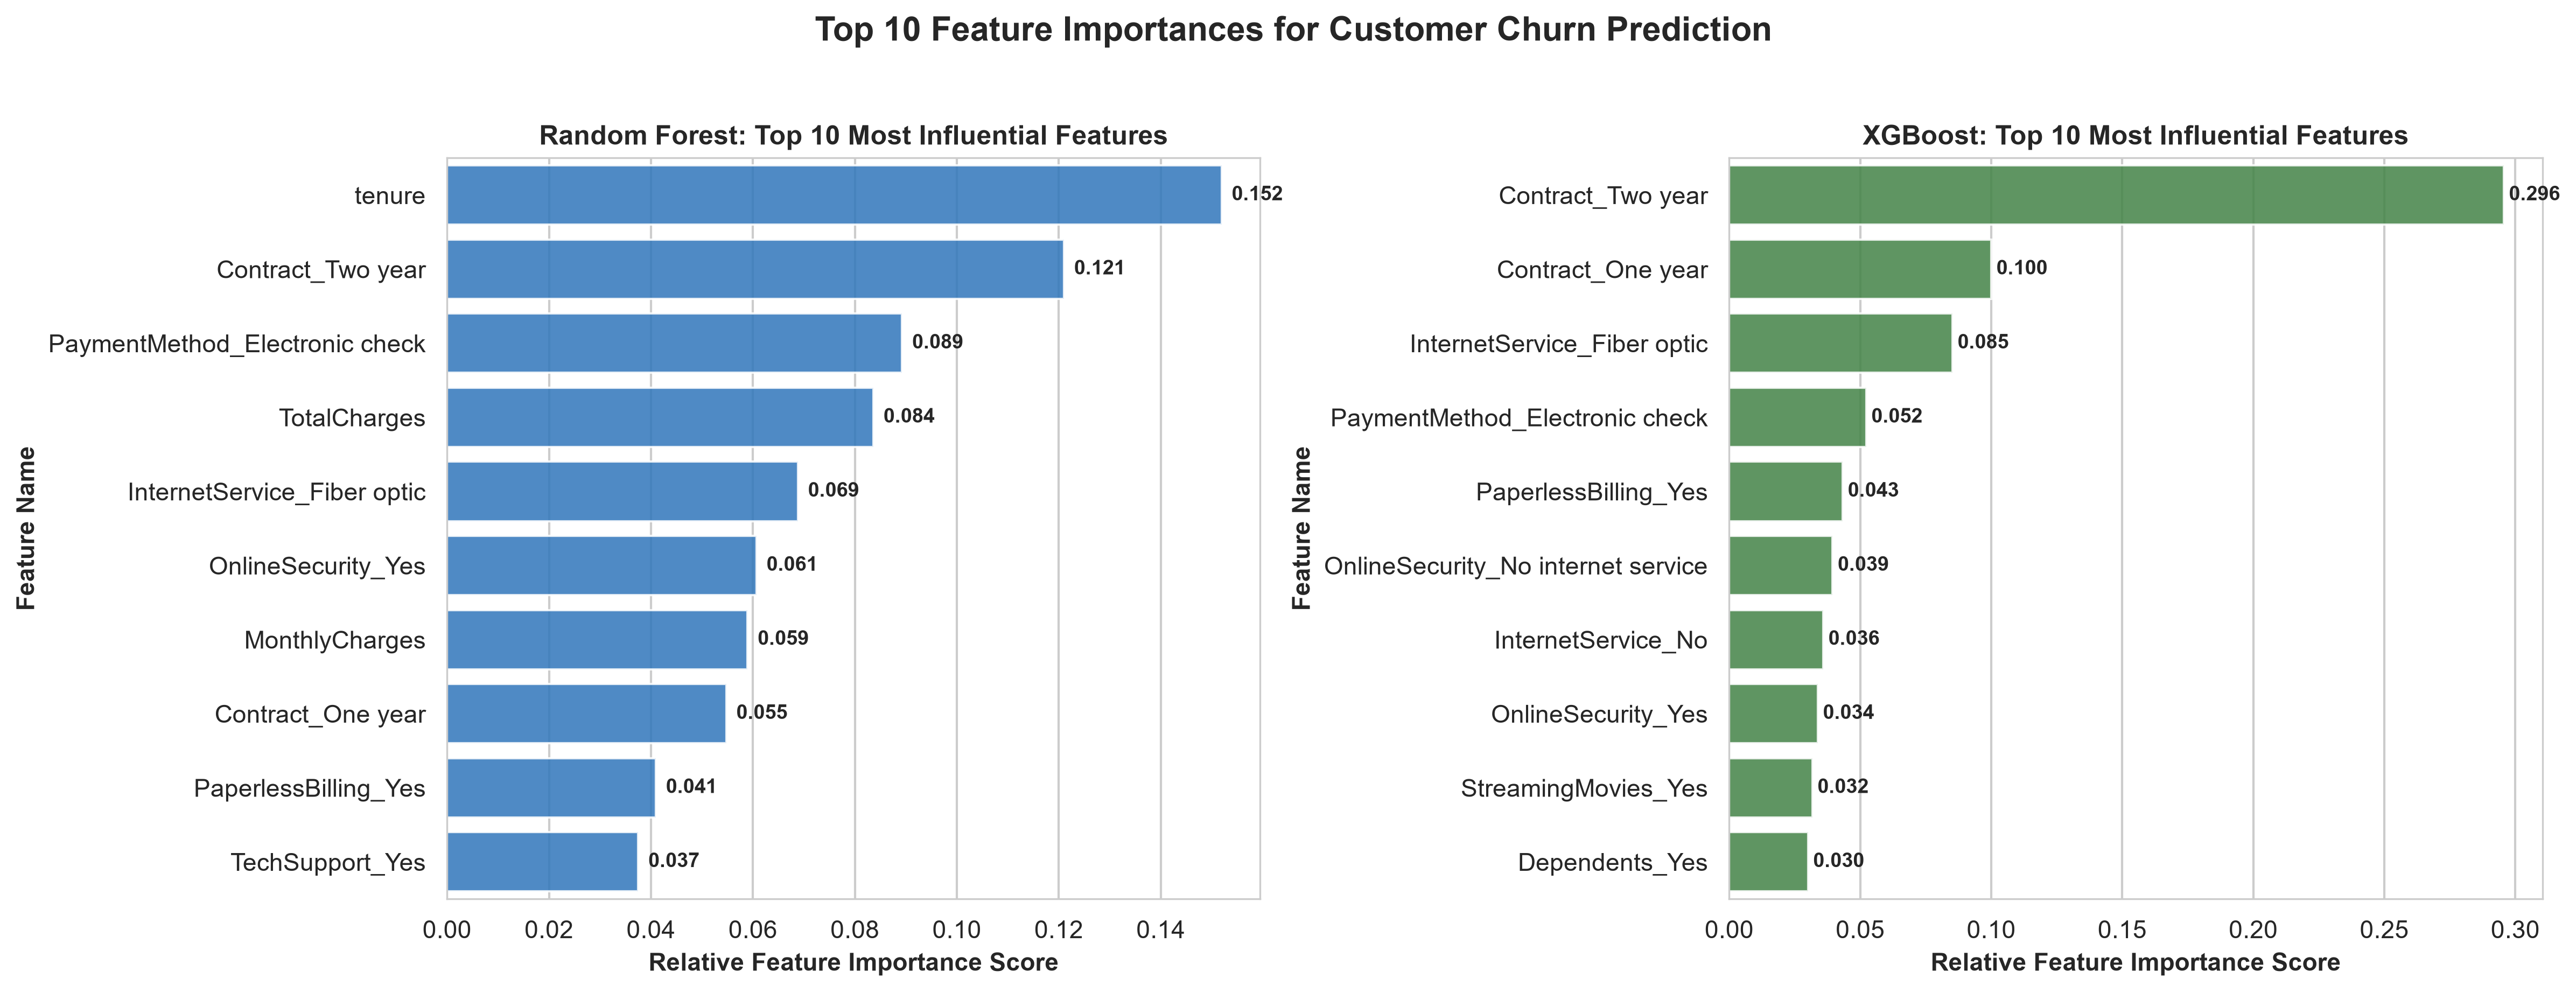 Top 10 Feature Importances for Customer Churn Prediction
Random Forest: Top 10 Most Influential Features
Feature Name
tenure
0.152
Contract_Two year
0.121
PaymentMethod_Electronic check
0.089
TotalCharges
0.084
InternetService_Fiber optic
0.069
OnlineSecurity_Yes
0.061
MonthlyCharges
0.059
Contract_One year
0.055
PaperlessBilling_Yes
0.041
TechSupport_Yes
0.037
0.00 0.02 0.04 0.06 0.08 0.10 0.12 0.14
Relative Feature Importance Score
XGBoost: Top 10 Most Influential Features
Feature Name
Contract_Two year
0.296
Contract_One year
0.100
InternetService_Fiber optic
0.085
PaymentMethod_Electronic check
0.052
PaperlessBilling_Yes
0.043
OnlineSecurity_No internet service
0.039
InternetService_No
0.036
OnlineSecurity_Yes
0.034
StreamingMovies_Yes
0.032
Dependents_Yes
0.030
0.00 0.05 0.10 0.15 0.20 0.25 0.30
Relative Feature Importance Score